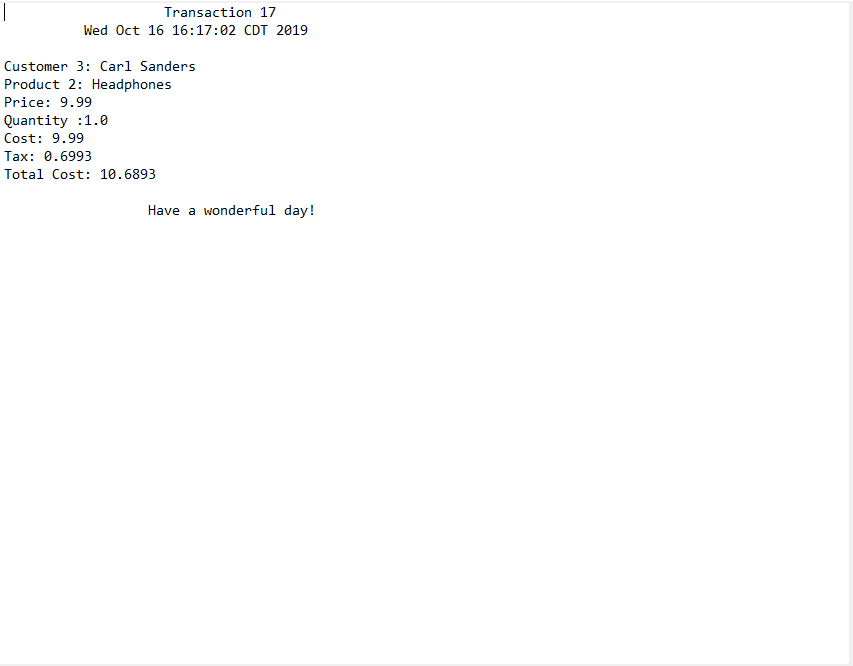 Transaction 17
Wed Oct 16 16:17:02 CDT 2019
Customer 3: Carl Sanders
Product 2: Headphones
Price: 9.99
Quantity :1.0
Cost: 9.99
Tax: 0.6993
Total Cost: 10.6893
Have a wonderful day!